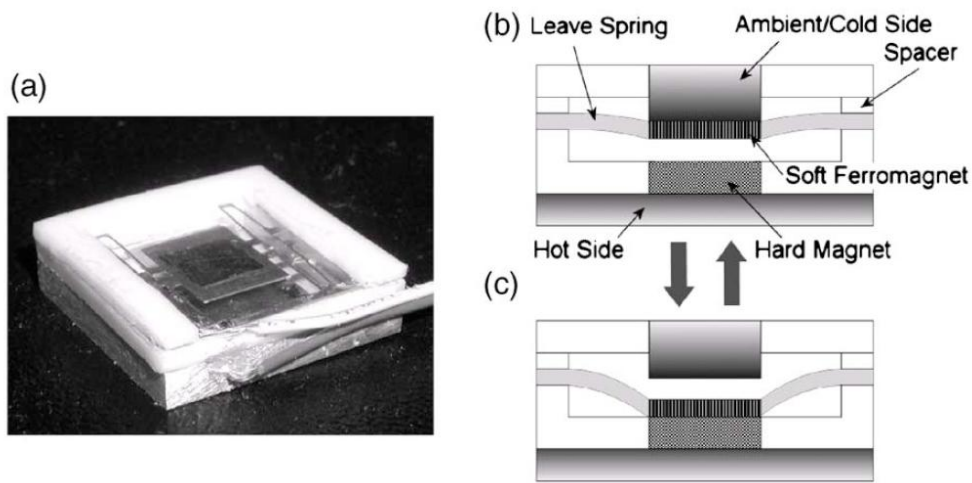 (a)
(b)
Leave Spring
Ambient/Cold Side
Spacer
Soft Ferromagnet
Hot Side
Hard Magnet
(c)